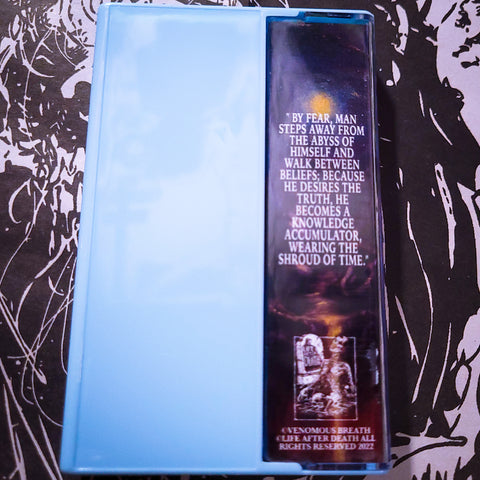 " BY FEAR, MAN
STEPS AWAY FROM
THE ABYSS OF
HIMSELF AND
WALK BETWEEN
BELIEFS; BECAUSE
HE DESIRES THE
TRUTH, HE
BECOMES A
KNOWLEDGE
ACCUMULATOR,
WEARING THE
SHROUD OF TIME."
©VENOMOUS BREATH
©LIFE AFTER DEATH ALL
RIGHTS RESERVED 2022